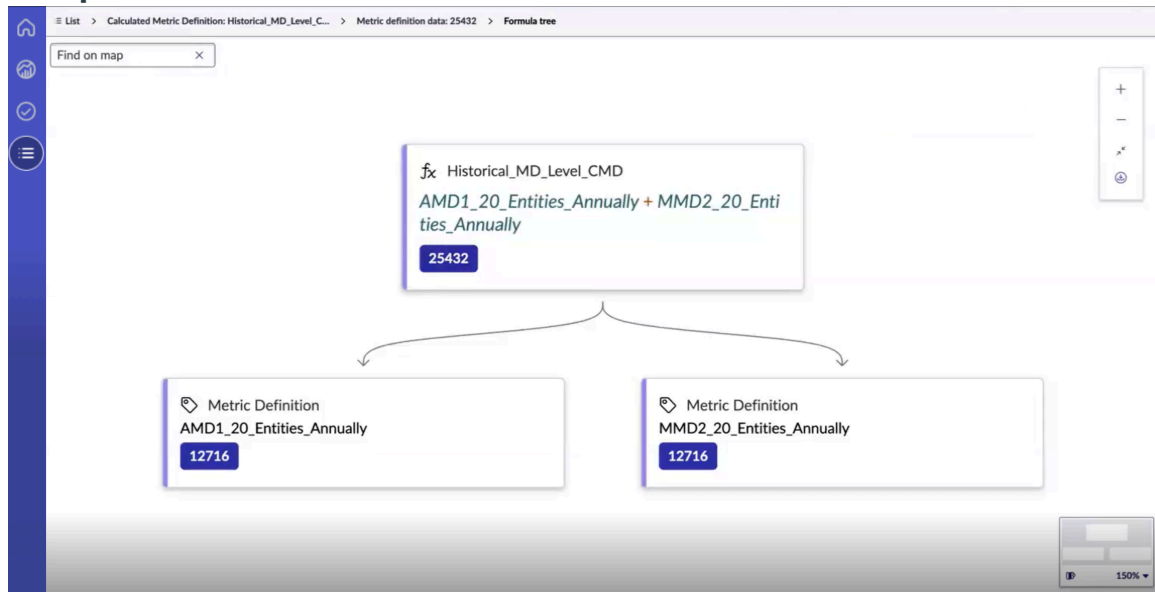 List > Calculated Metric Definition: Historical_MD_Level_C... > Metric definition data: 25432 > Formula tree
Find on map
fx Historical_MD_Level_CMD
AMD1_20_Entities_Annually + MMD2_20_Enti
ties_Annually
25432
Metric Definition
AMD1_20_Entities_Annually
12716
Metric Definition
MMD2_20_Entities_Annually
12716
150%